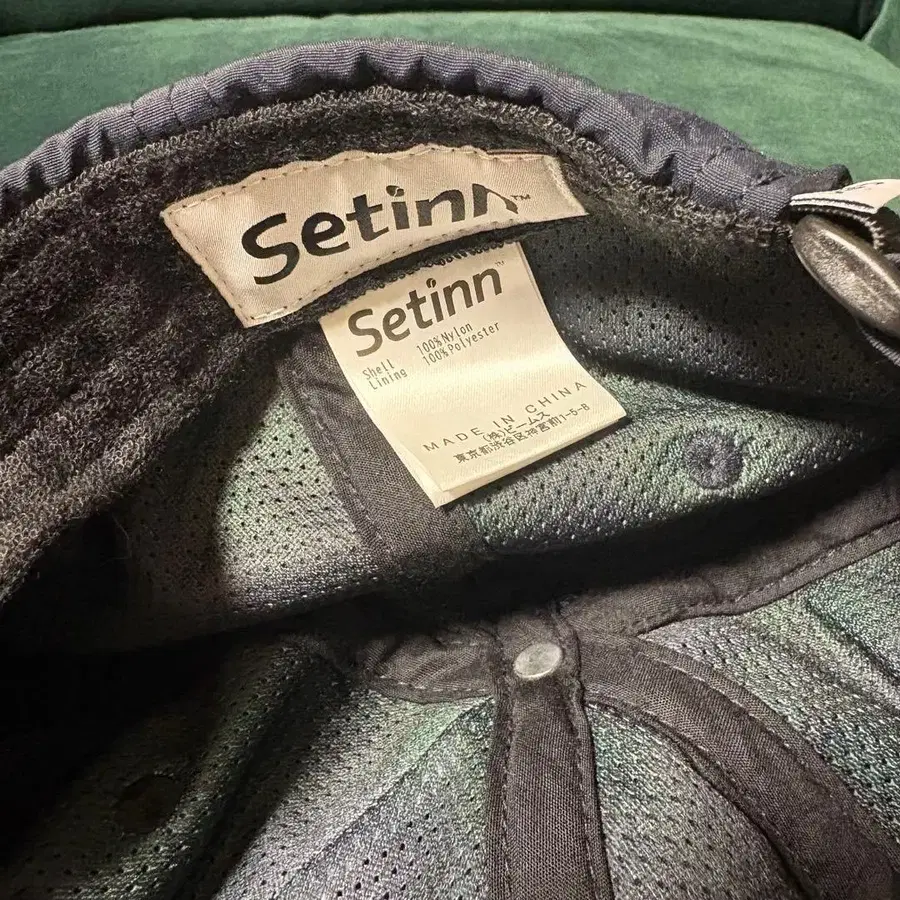 Setinn™
Setinn™
Shell 100%Nylon
Lining 100%Polyester
MADE IN CHINA
(株)ビームス
東京都渋谷区神宮前1-5-8